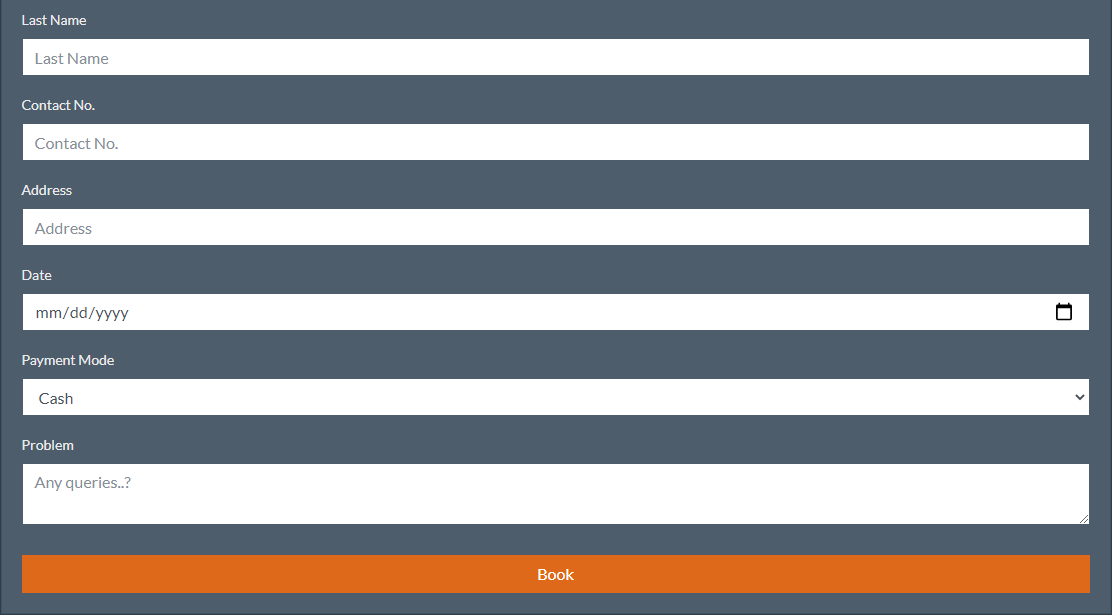 Last Name
Last Name
Contact No.
Contact No.
Address
Address
Date
mm/dd/yyyy
Payment Mode
Cash
Problem
Any queries..?
Book